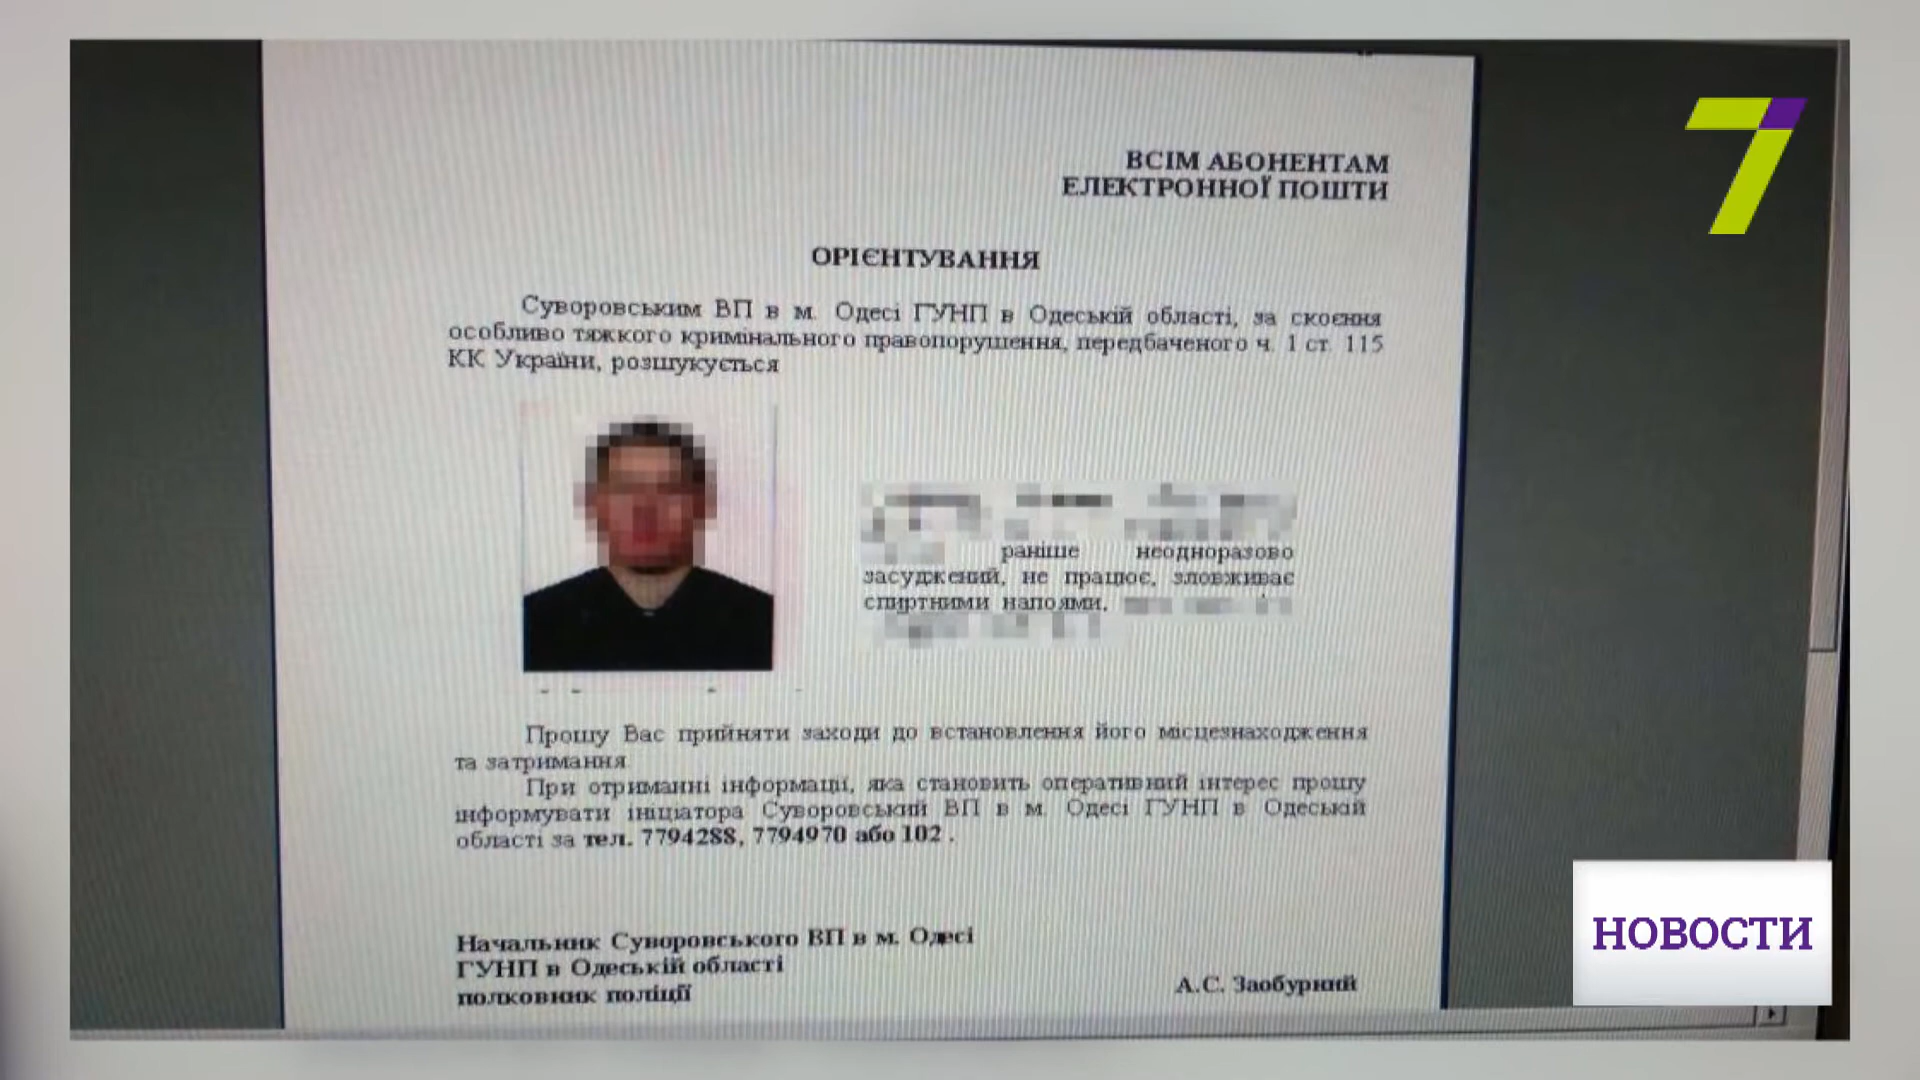 7
ВСІМ АБОНЕНТАМ
ЕЛЕКТРОННОЇ ПОШТИ
ОРІЄНТУВАННЯ
Суворовським ВП в м. Одесі ГУНП в Одеській області, за скоєння
особливо тяжкого кримінального правопорушення, передбаченого ч. 1 ст. 115
КК України, розшукується
раніше неодноразово
засуджений, не працює, зловживає
спиртними напоями,
Прошу Вас прийняти заходи до встановлення його місцезнаходження
та затримання
При отриманні інформації, яка становить оперативний інтерес прошу
інформувати ініціатора Суворовський ВП в м. Одесі ГУНП в Одеській
області за тел. 7794288, 7794970 або 102 .
Начальник Суворовського ВП в м. Одесі
ГУНП в Одеській області
полковник поліції
А.С. Заобурний
НОВОСТИ